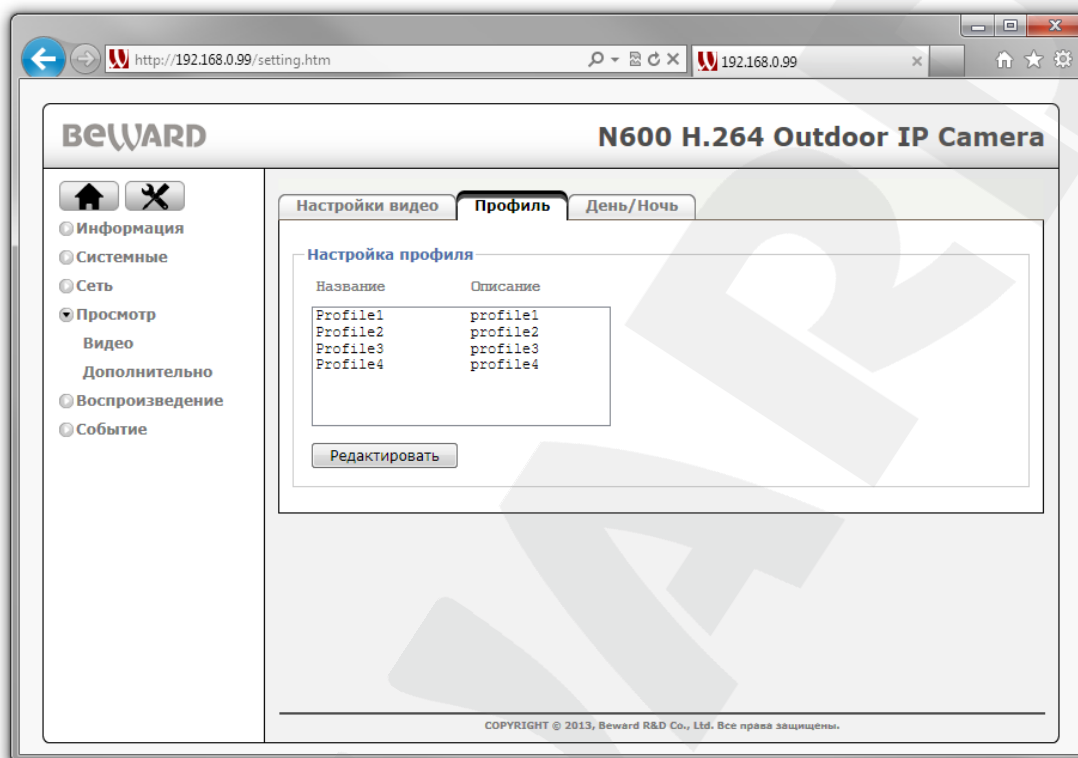 http://192.168.0.99/setting.htm
192.168.0.99
BEWARD
N600 H.264 Outdoor IP Camera
Информация
Системные
Сеть
Просмотр
Видео
Дополнительно
Воспроизведение
Событие
Настройки видео
Профиль
День/Ночь
Настройка профиля
Название Описание
Profile1 profile1
Profile2 profile2
Profile3 profile3
Profile4 profile4
Редактировать
COPYRIGHT © 2013, Beward R&D Co., Ltd. Все права защищены.